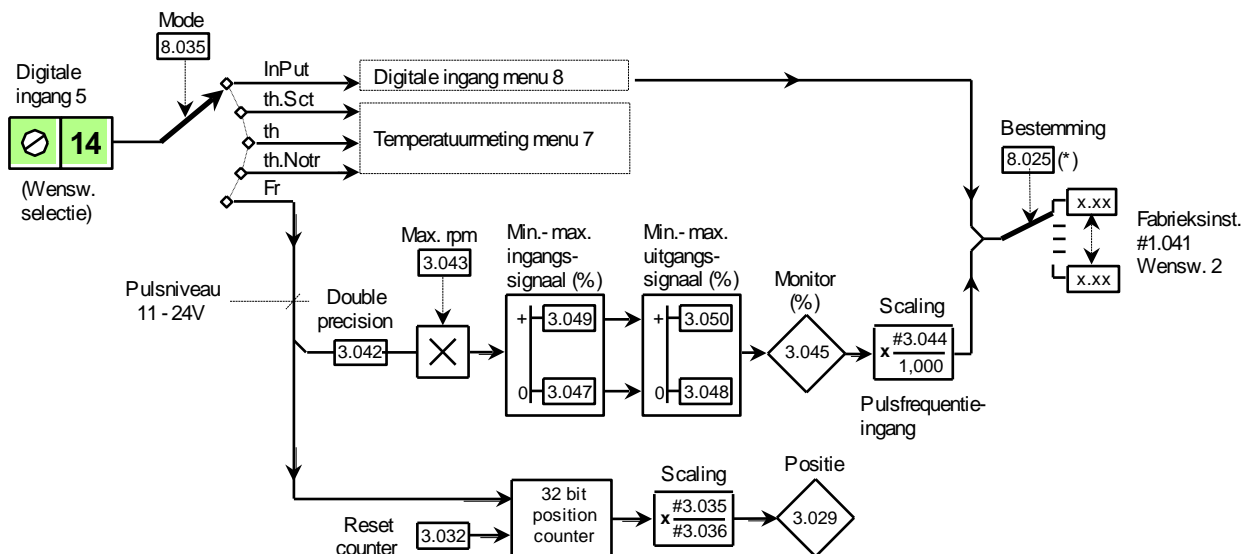 Mode
8.035
Digitale
ingang 5
14
(Wensw.
selectie)
InPut
th.Sct
th
th.Notr
Fr
Digitale ingang menu 8
Temperatuurmeting menu 7
Bestemming
8.025 (*)
x.xx
x.xx
Fabrieksinst.
#1.041
Wensw. 2
Pulsniveau
11 - 24V
Double
precision
3.042
Max. rpm
3.043
Min.- max.
ingangs-
signaal (%)
+ 3.049
0 3.047
Min.- max.
uitgangs-
signaal (%)
+ 3.050
0 3.048
Monitor
(%)
3.045
Scaling
x #3.044
1,000
Pulsfrequentie-
ingang
Reset
counter
3.032
32 bit
position
counter
Scaling
x #3.035
#3.036
Positie
3.029